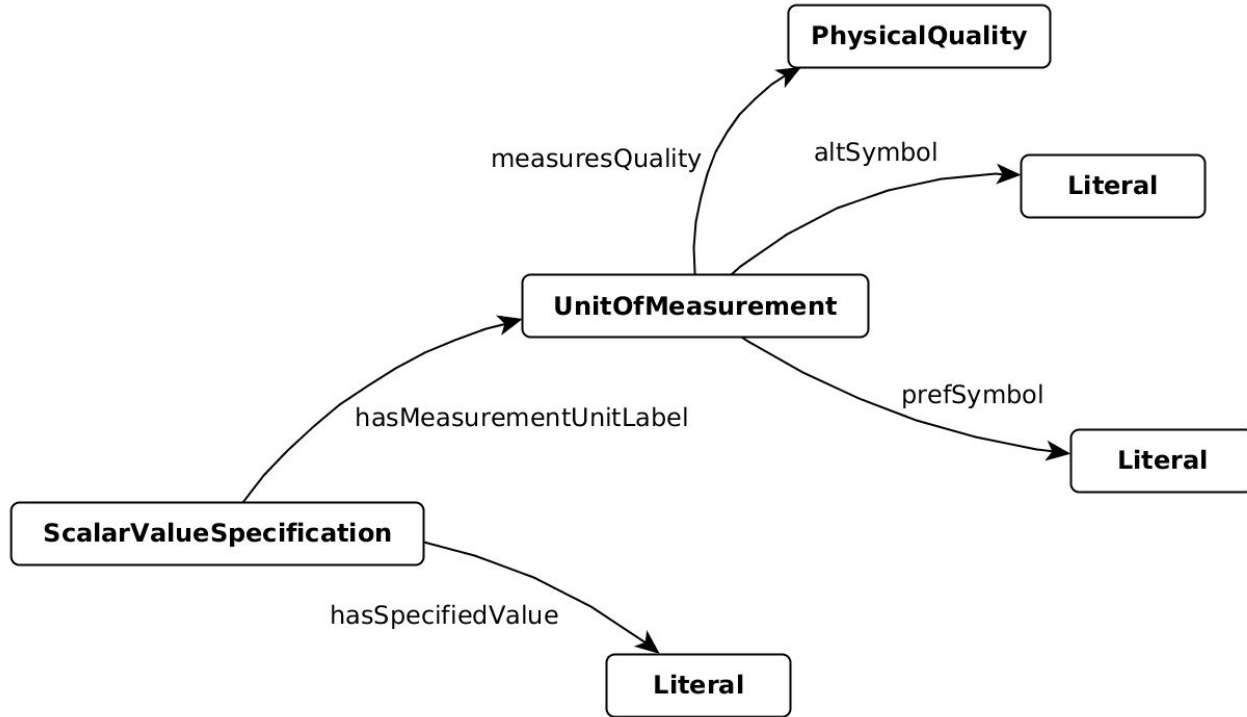 PhysicalQuality
measuresQuality
altSymbol
Literal
UnitOfMeasurement
prefSymbol
hasMeasurementUnitLabel
Literal
ScalarValueSpecification
hasSpecifiedValue
Literal